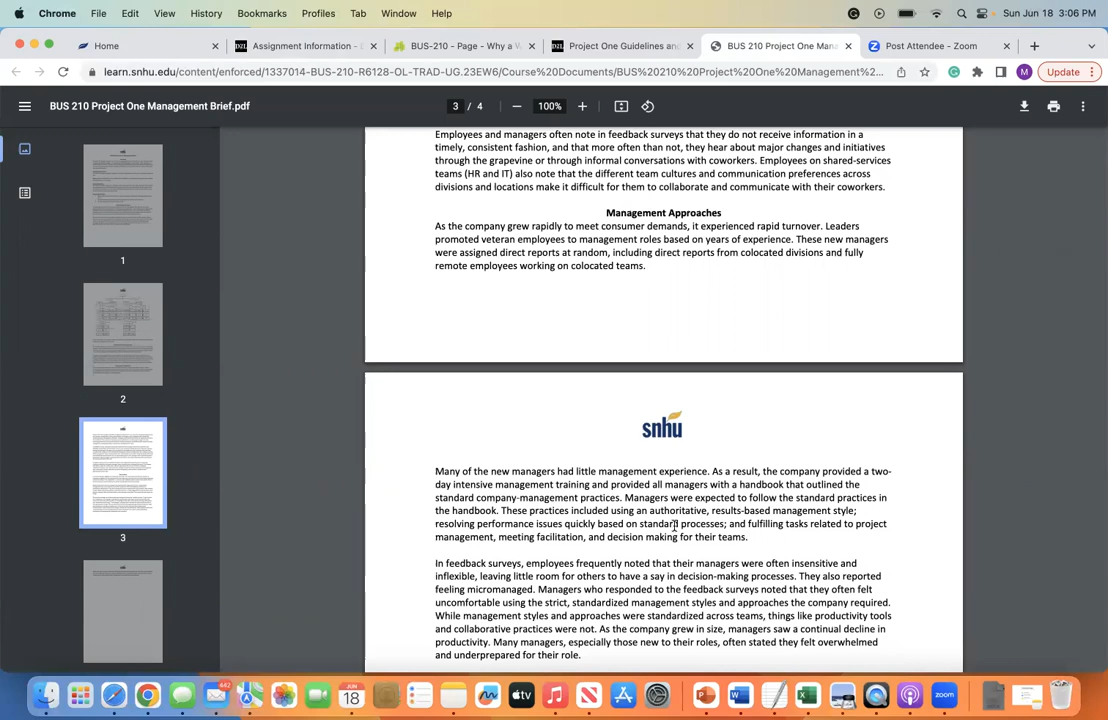 Chrome File Edit View History Bookmarks Profiles Tab Window Help Sun Jun 18 3:06 PM
Home Assignment Information - BUS-210 - Page - Why a Project One Guidelines and BUS 210 Project One Mana Post Attendee - Zoom
learn.snhu.edu/content/enforced/1337014-BUS-210-R6128-OL-TRAD-UG.23EW6/Course%20Documents/BUS%20210%20Project%20One%20Management%2... M Update
BUS 210 Project One Management Brief.pdf 3 / 4 100%
Employees and managers often note in feedback surveys that they do not receive information in a
timely, consistent fashion, and that more often than not, they hear about major changes and initiatives
through the grapevine or through informal conversations with coworkers. Employees on shared-services
teams (HR and IT) also note that the different team cultures and communication preferences across
divisions and locations make it difficult for them to collaborate and communicate with their coworkers.
Management Approaches
As the company grew rapidly to meet consumer demands, it experienced rapid turnover. Leaders
promoted veteran employees to management roles based on years of experience. These new managers
were assigned direct reports at random, including direct reports from colocated divisions and fully
remote employees working on colocated teams.
snhu
Many of the new managers had little management experience. As a result, the company provided a two-
day intensive management training and provided all managers with a handbook that outlined the
standard company-management practices. Managers were expected to follow the standard practices in
the handbook. These practices included using an authoritative, results-based management style;
resolving performance issues quickly based on standard processes; and fulfilling tasks related to project
management, meeting facilitation, and decision making for their teams.
In feedback surveys, employees frequently noted that their managers were often insensitive and
inflexible, leaving little room for others to have a say in decision-making processes. They also reported
feeling micromanaged. Managers who responded to the feedback surveys noted that they often felt
uncomfortable using the strict, standardized management styles and approaches the company required.
While management styles and approaches were standardized across teams, things like productivity tools
and collaborative practices were not. As the company grew in size, managers saw a continual decline in
productivity. Many managers, especially those new to their roles, often stated they felt overwhelmed
and underprepared for their role.
1
2
3
442
JUN
18
tv
zoom